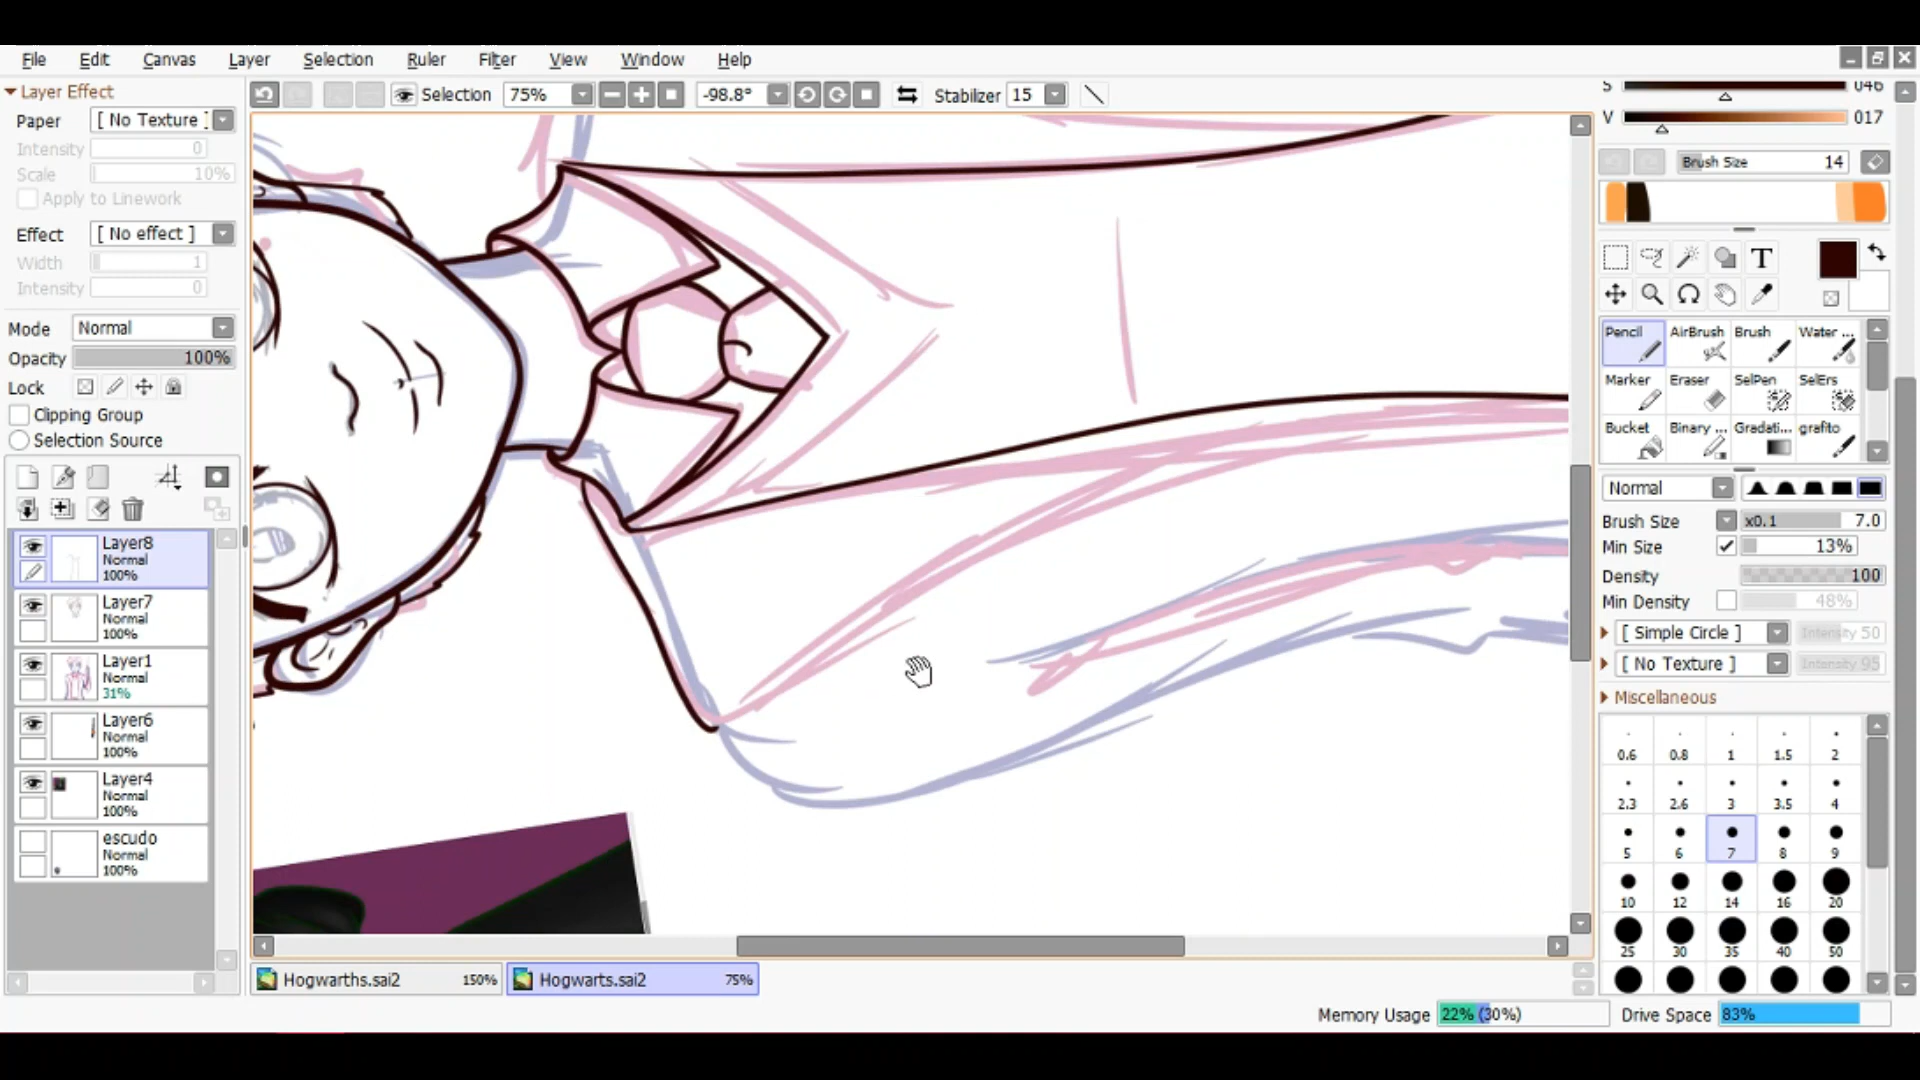 File Edit Canvas Layer Selection Ruler Filter View Window Help
Layer Effect
Paper [ No Texture ]
Intensity 0
Scale 10%
Apply to Linework
Effect [ No effect ]
Width 1
Intensity 0
Mode Normal
Opacity 100%
Lock
Clipping Group
Selection Source
Layer8
Normal
100%
Layer7
Normal
100%
Layer1
Normal
31%
Layer6
Normal
100%
Layer4
Normal
100%
escudo
Normal
100%
Selection 75% -98.8° Stabilizer 15
Hogwarths.sai2 150% Hogwarts.sai2 75%
S 046
V 017
Brush Size 14
T
Pencil AirBrush Brush Water ...
Marker Eraser SelPen SelErs
Bucket Binary ... Gradati... grafito
Normal
Brush Size x0.1 7.0
Min Size 13%
Density 100
Min Density 48%
[ Simple Circle ] Intensity 50
[ No Texture ] Intensity 95
Miscellaneous
0.6 0.8 1 1.5 2
2.3 2.6 3 3.5 4
5 6 7 8 9
10 12 14 16 20
25 30 35 40 50
Memory Usage 22% (30%) Drive Space 83%